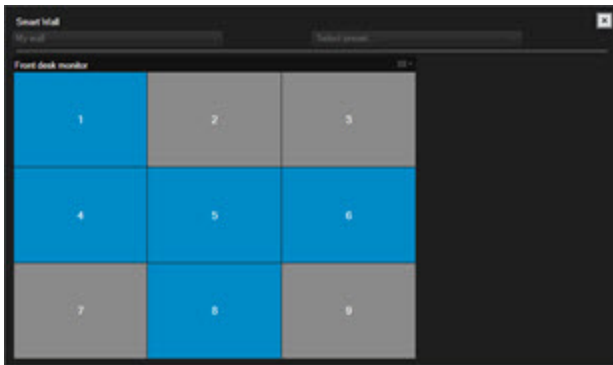 Smart Wall
My wall
Select preset...
Front desk monitor
1 2 3
4 5 6
7 8 9